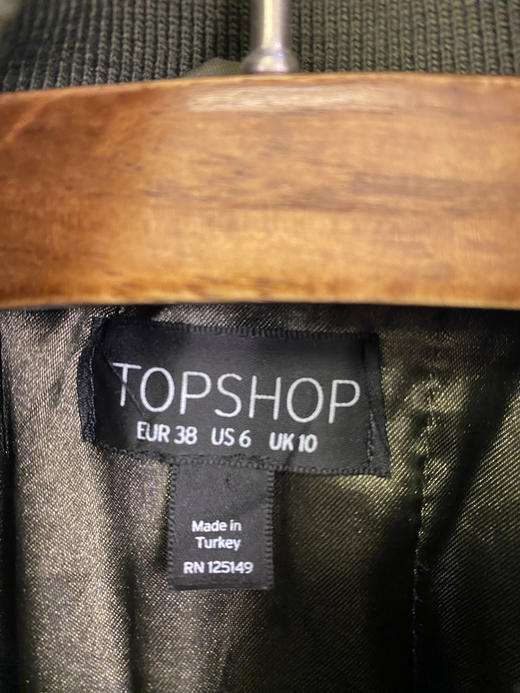 TOPSHOP
EUR 38 US 6 UK 10
Made in
Turkey
RN 125149